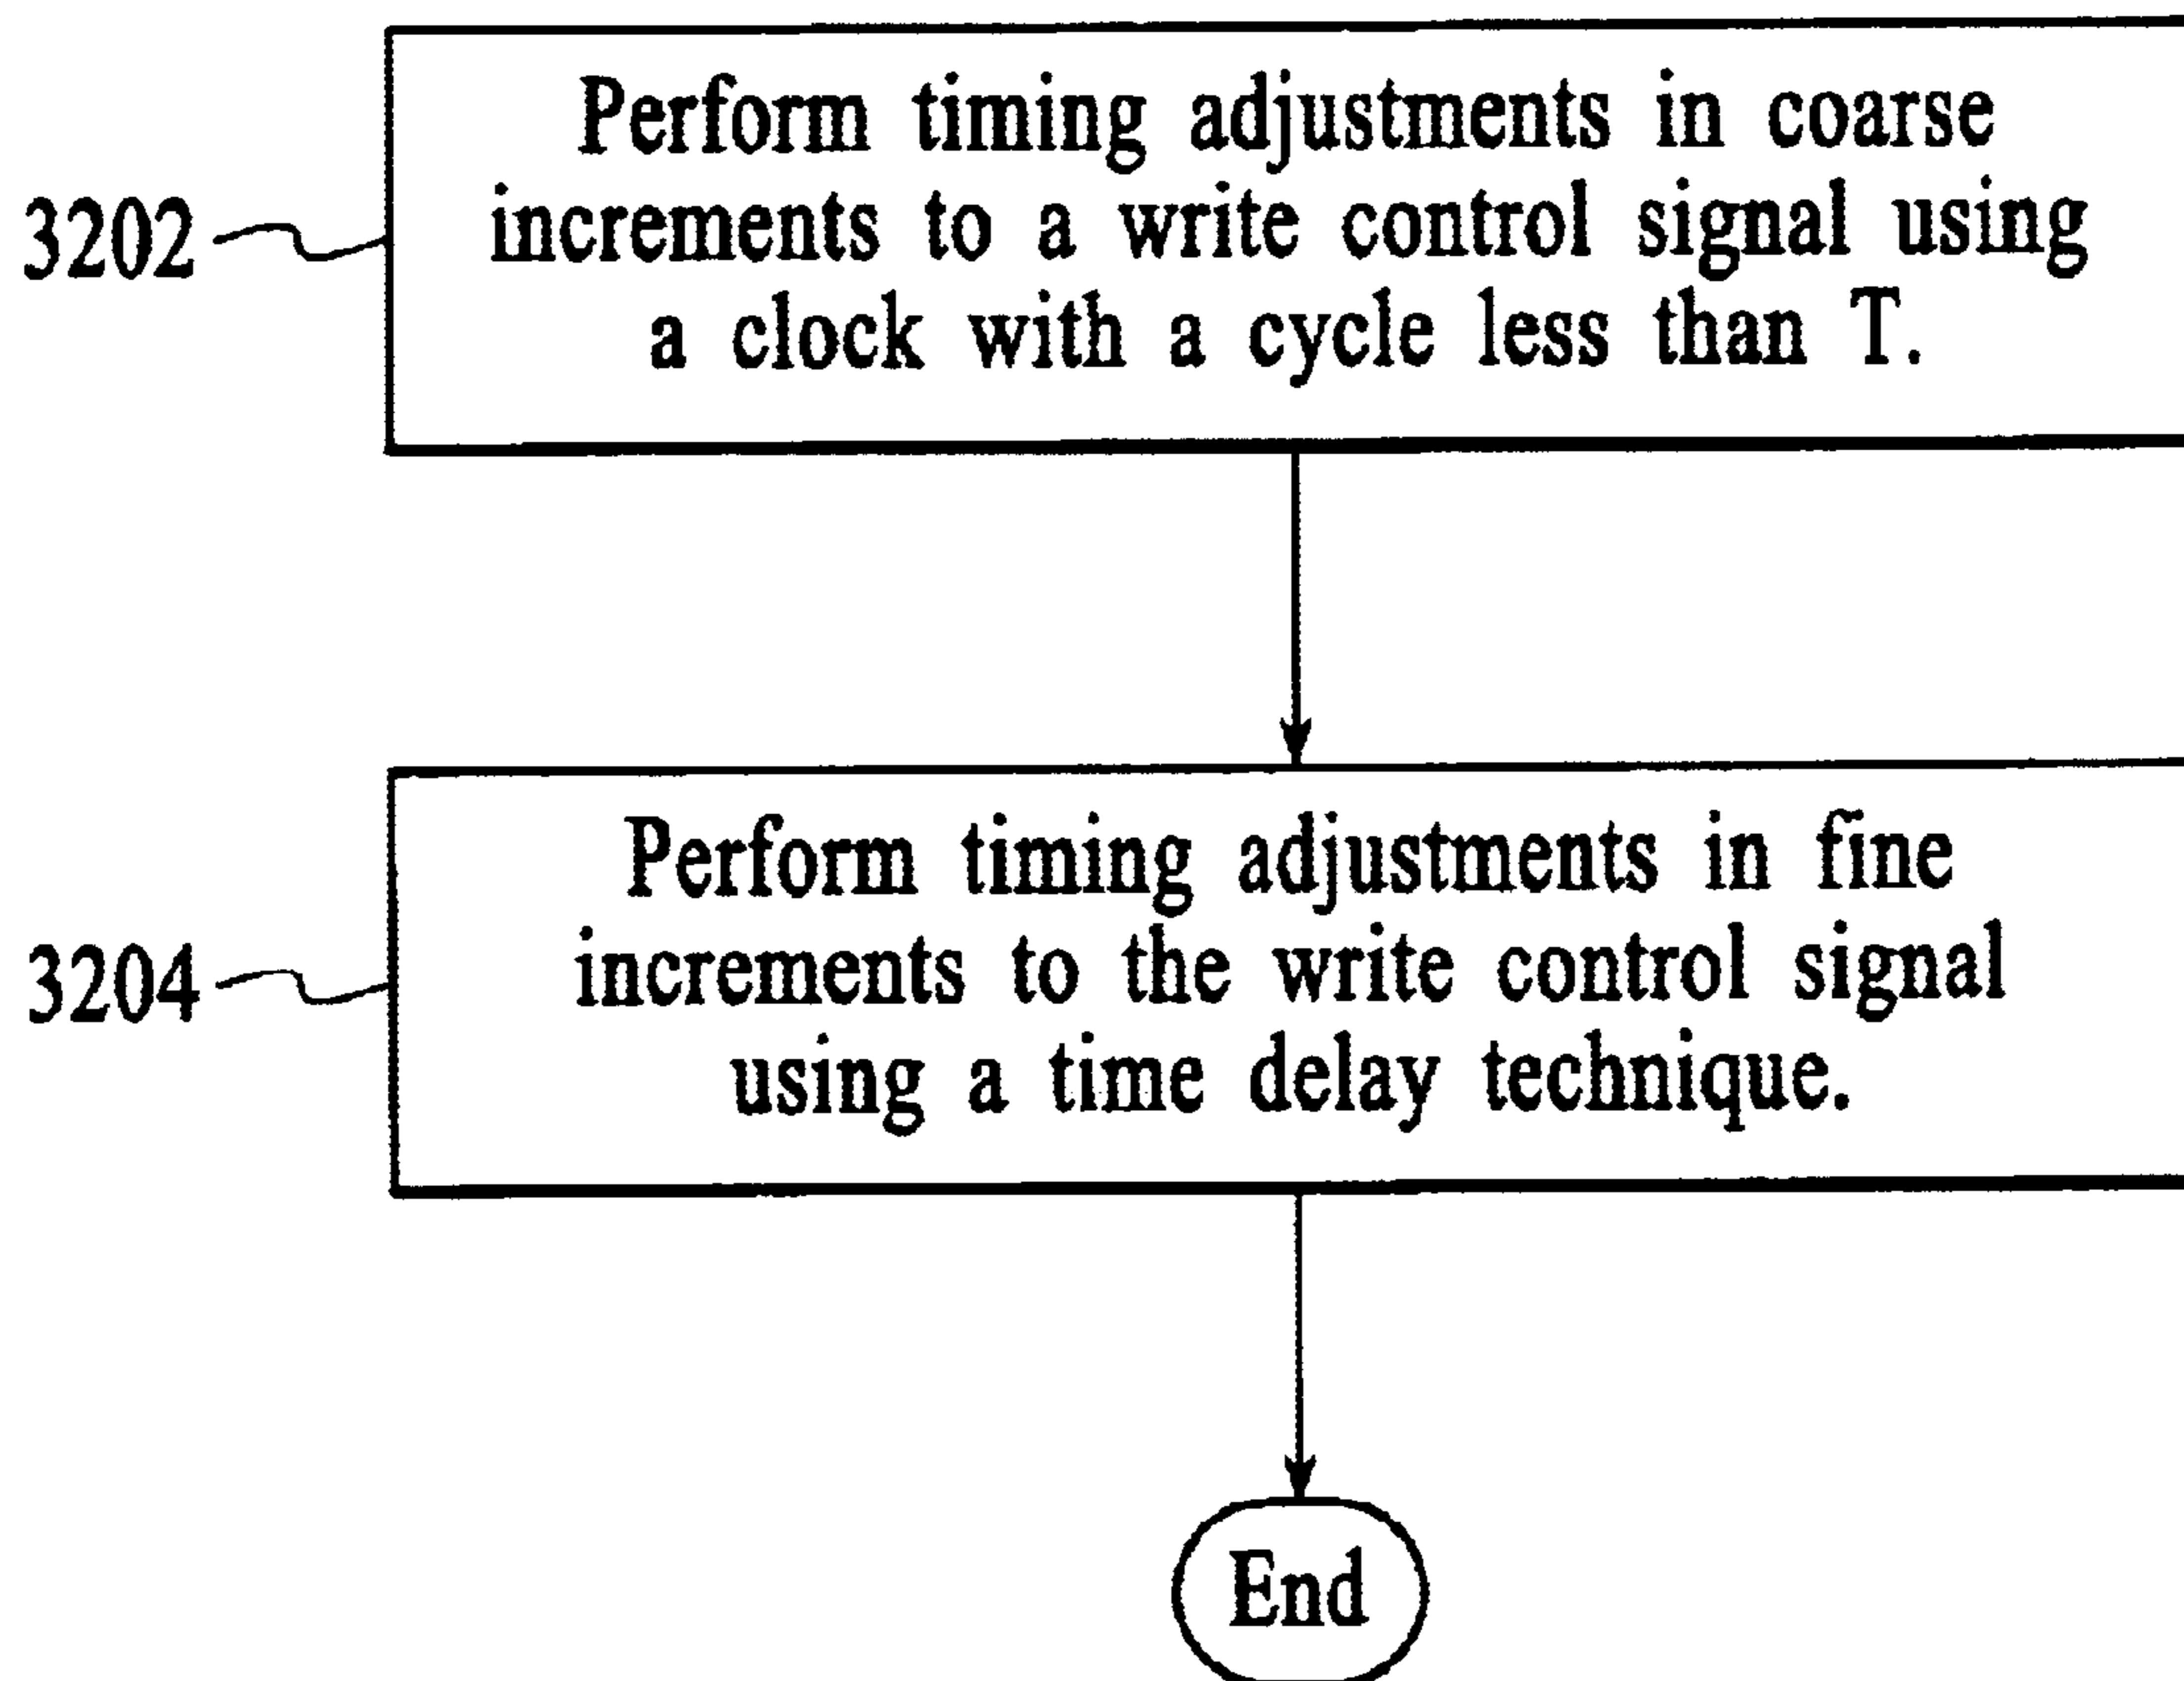 Perform timing adjustments in coarse
3202
increments to a write control signal using
a clock with a cycle less than T.
Perform timing adjustments in fine
3204
increments to the write control signal
using a time delay technique.
End